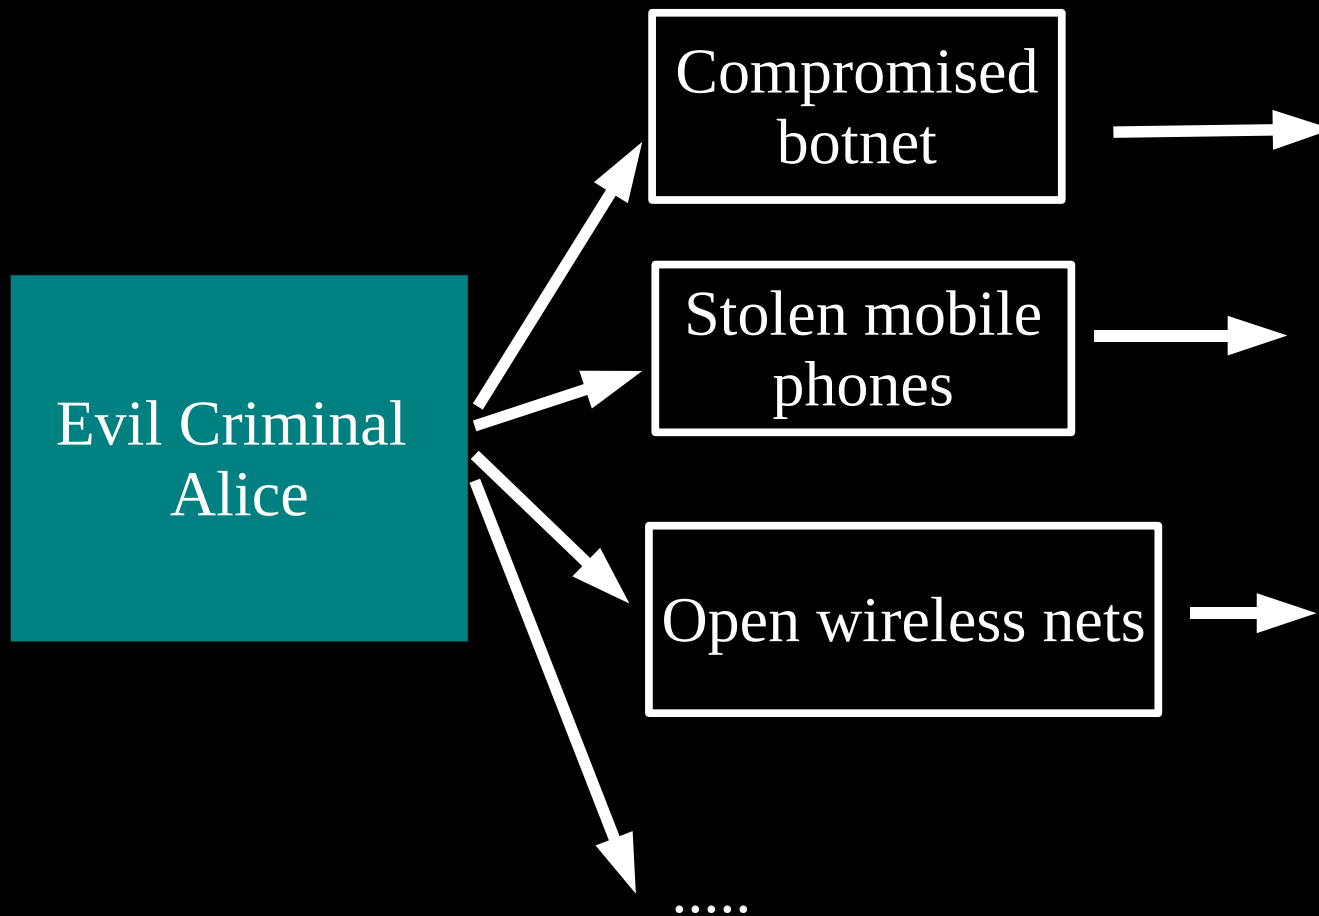 Compromised
botnet
Stolen mobile
phones
Evil Criminal
Alice
Open wireless nets
.....